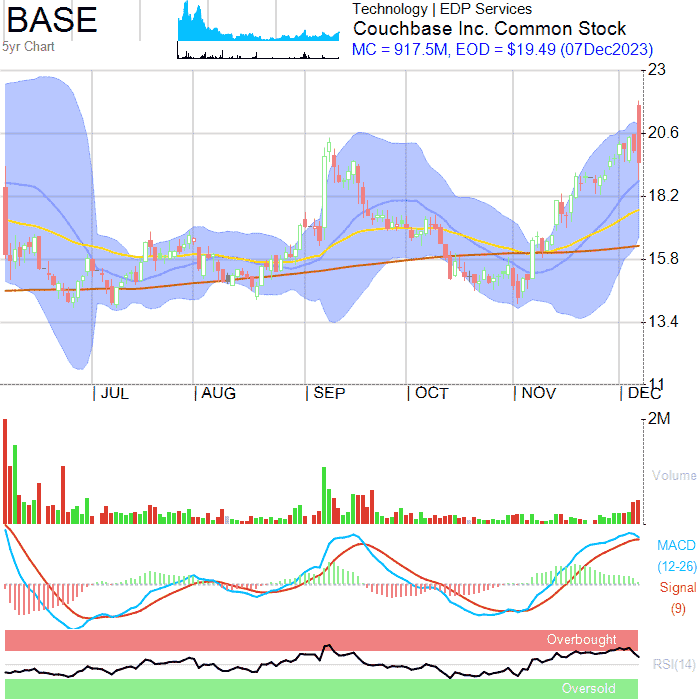 BASE
5yr Chart
Technology | EDP Services
Couchbase Inc. Common Stock
MC = 917.5M, EOD = $19.49 (07Dec2023)
23
20.6
18.2
15.8
13.4
11
| JUL | AUG | SEP | OCT | NOV | DEC
2M
Volume
MACD
(12-26)
Signal
(9)
Overbought
RSI(14)
Oversold